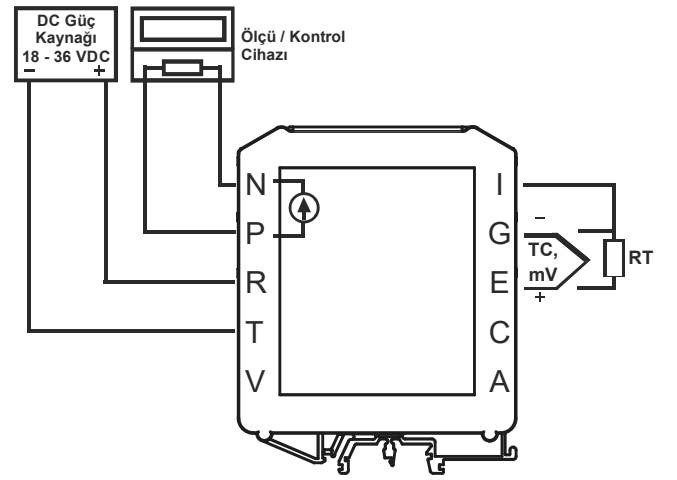 DC Güç
Kaynağı
18 - 36 VDC
– +
Ölçü / Kontrol
Cihazı
N
P
R
T
V
I
G
E
C
A
–
TC,
mV
+
RT